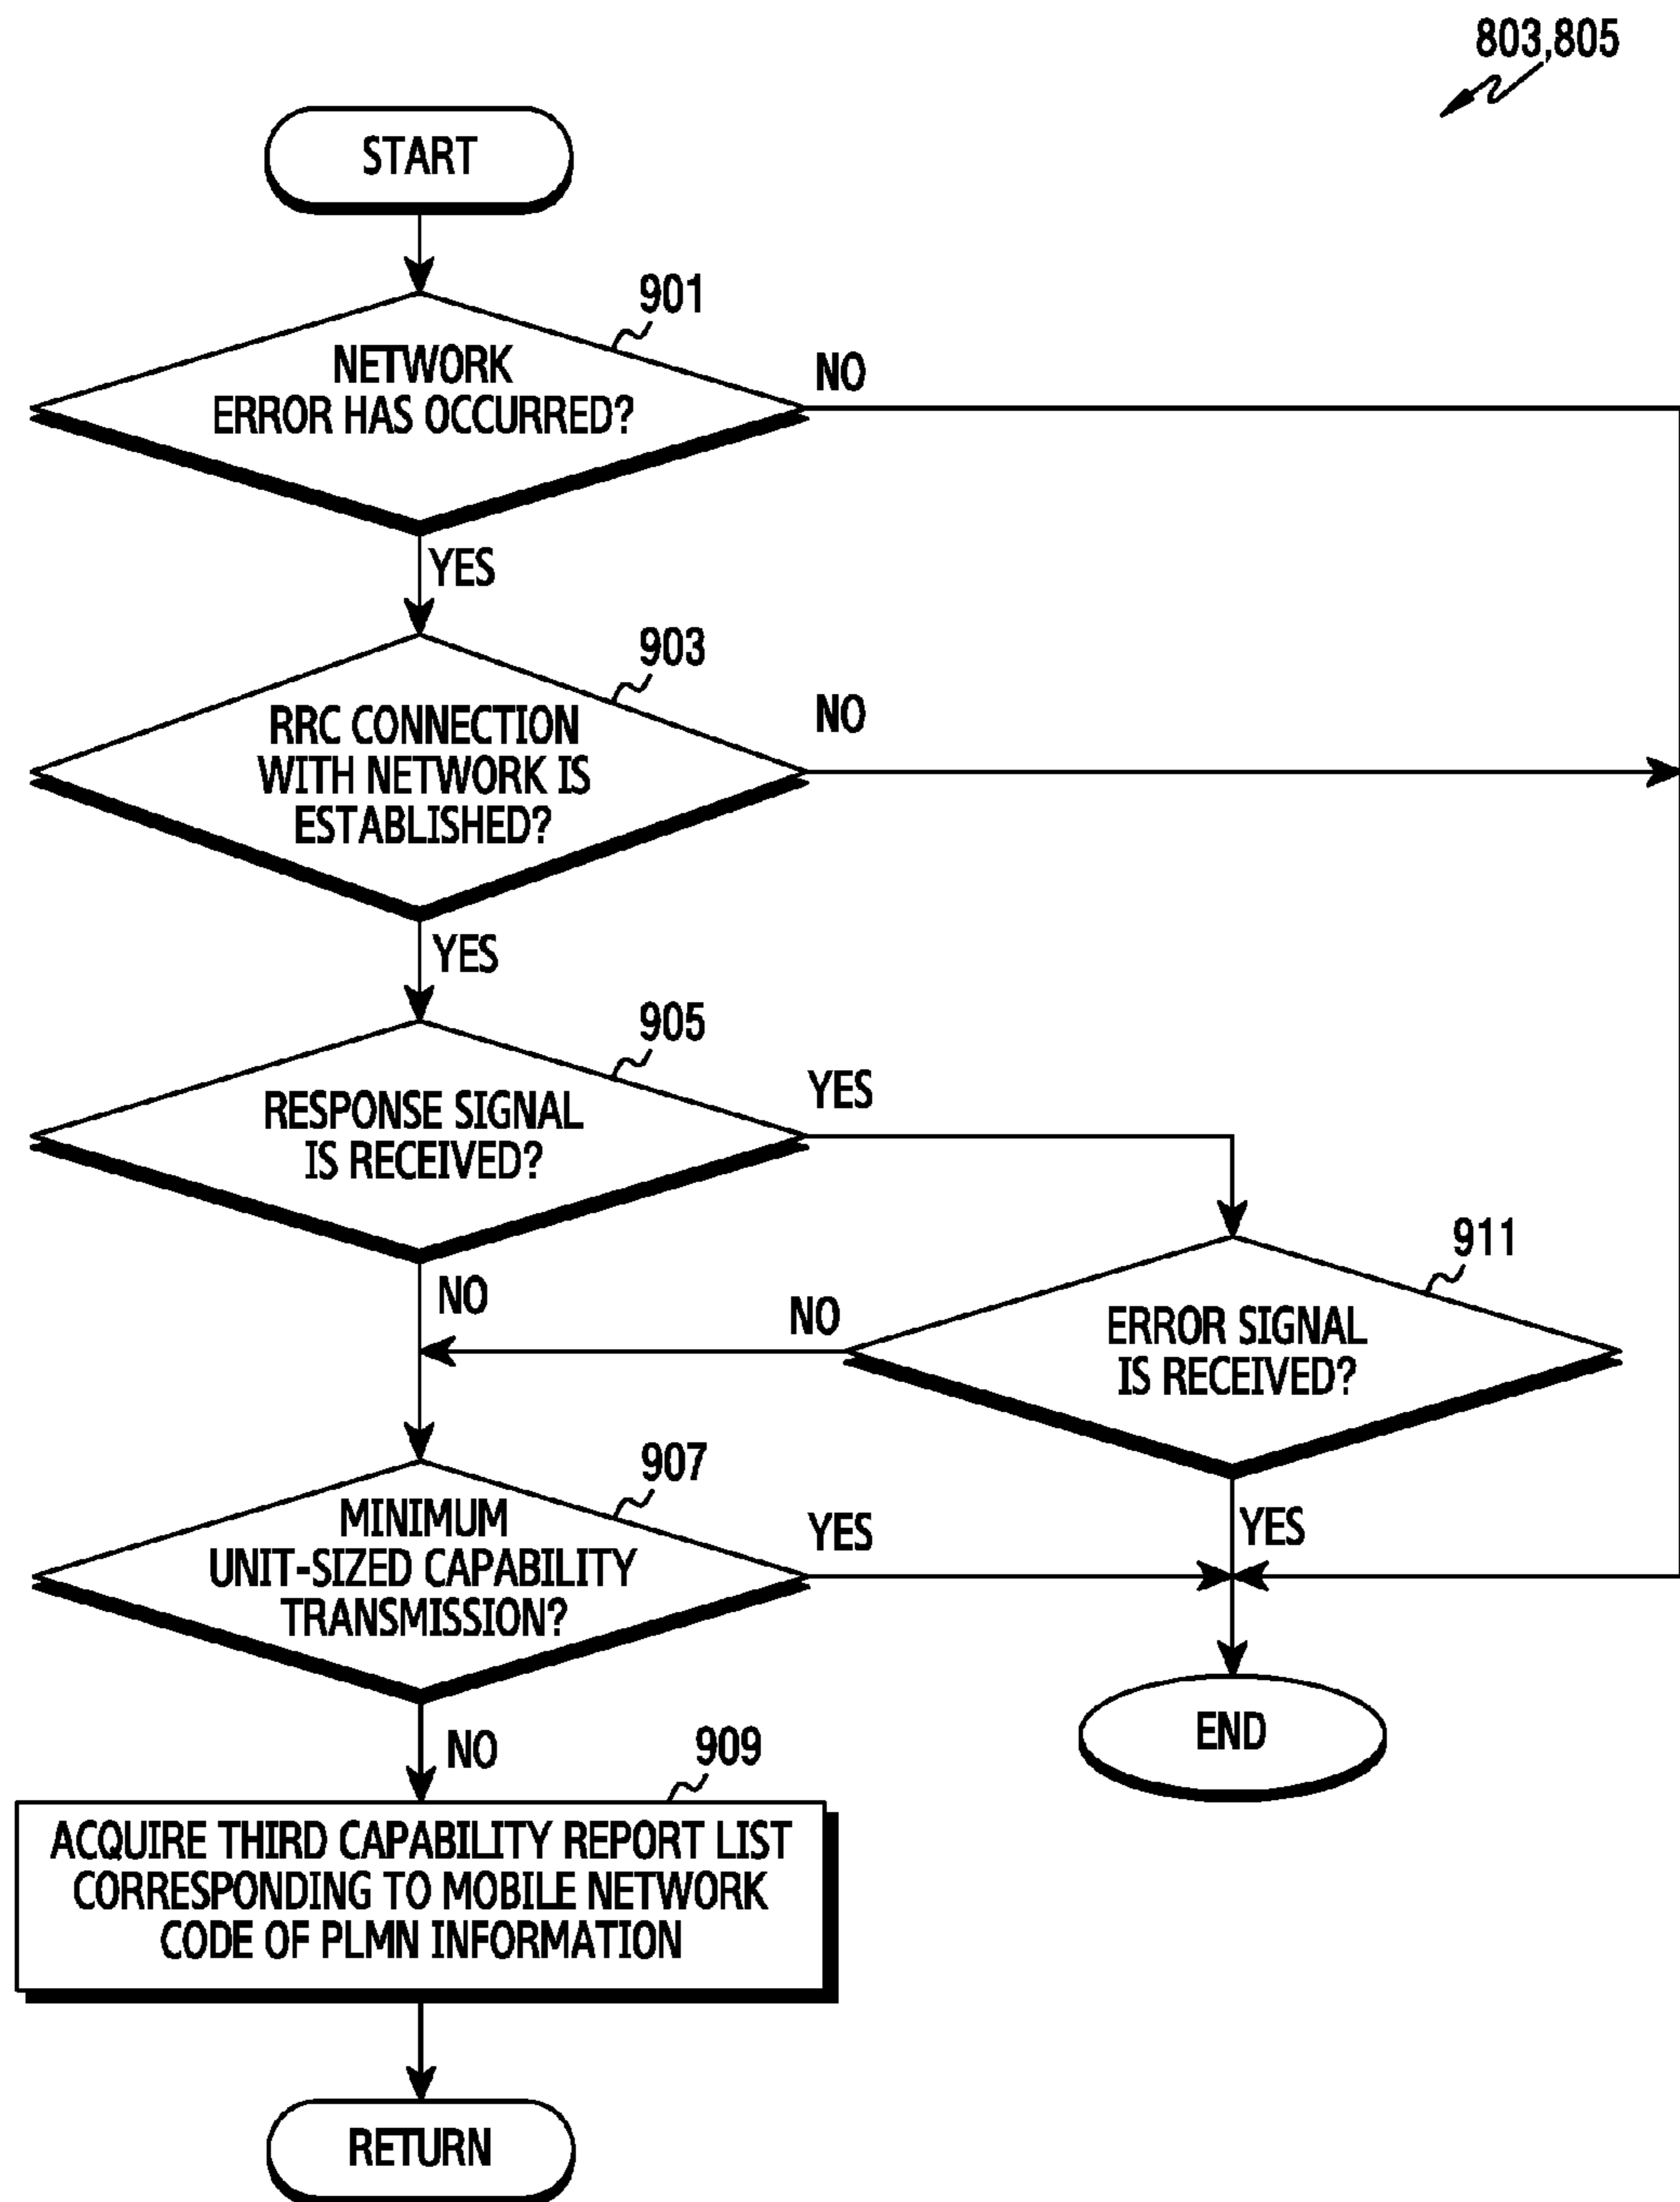 803,805
START
901
NETWORK
ERROR HAS OCCURRED?
NO
YES
903
RRC CONNECTION
WITH NETWORK IS
ESTABLISHED?
NO
YES
905
RESPONSE SIGNAL
IS RECEIVED?
YES
NO
911
ERROR SIGNAL
IS RECEIVED?
NO
YES
907
MINIMUM
UNIT-SIZED CAPABILITY
TRANSMISSION?
YES
NO
END
909
ACQUIRE THIRD CAPABILITY REPORT LIST
CORRESPONDING TO MOBILE NETWORK
CODE OF PLMN INFORMATION
RETURN